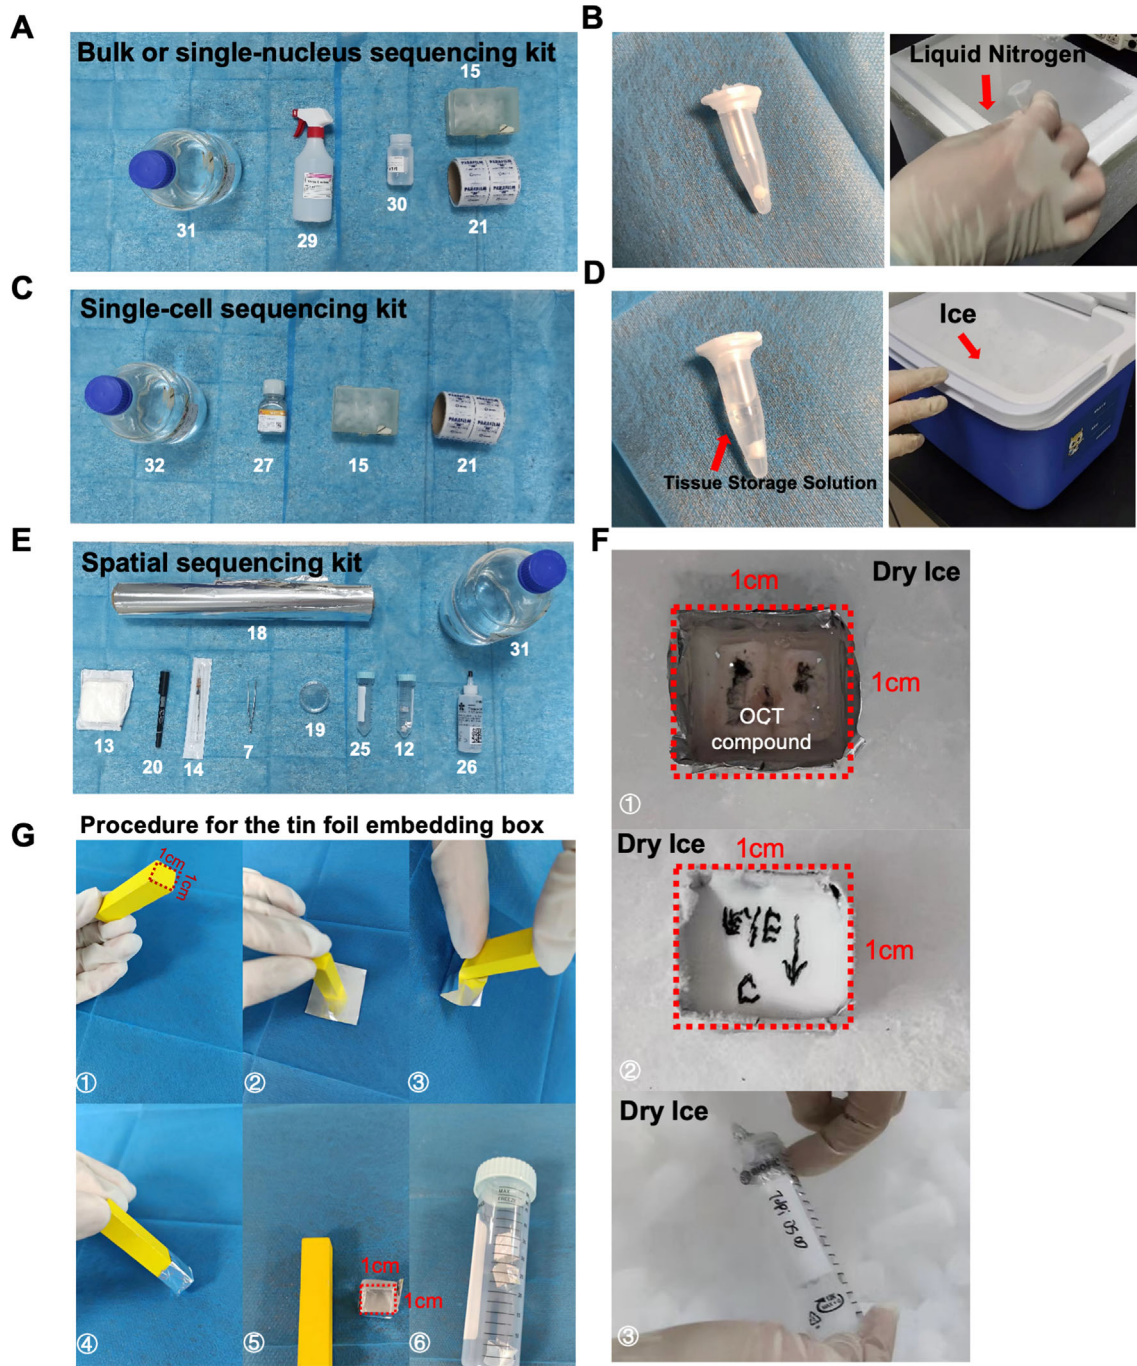 A
Bulk or single-nucleus sequencing kit
15
31
29
30
21
PARAFILM
B
Liquid Nitrogen
C
Single-cell sequencing kit
32
27
15
21
PARAFILM
D
Tissue Storage Solution
Ice
E
Spatial sequencing kit
18
31
13
20
14
7
19
25
12
26
F
Dry Ice
1cm
1cm
OCT
compound
①
Dry Ice
1cm
1cm
C
②
Dry Ice
7dpi
③
G
Procedure for the tin foil embedding box
1cm
1cm
①
②
③
④
⑤
1cm
1cm
⑥